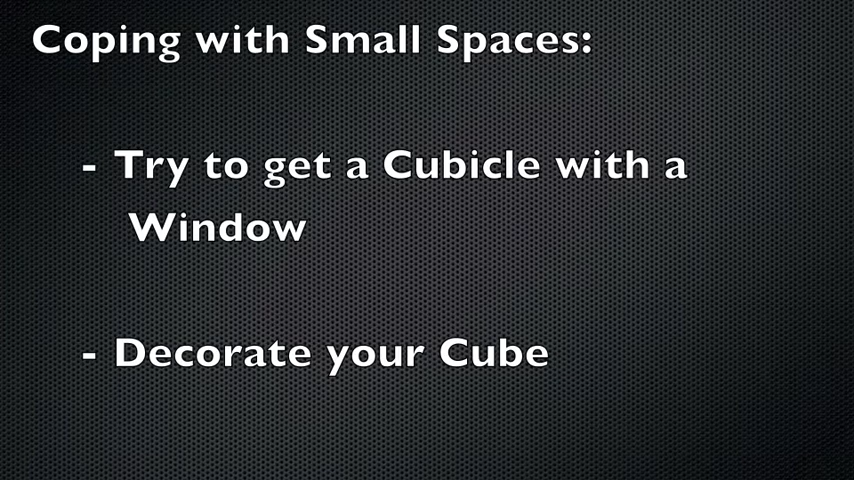 Coping with Small Spaces:
- Try to get a Cubicle with a
Window
- Decorate your Cube